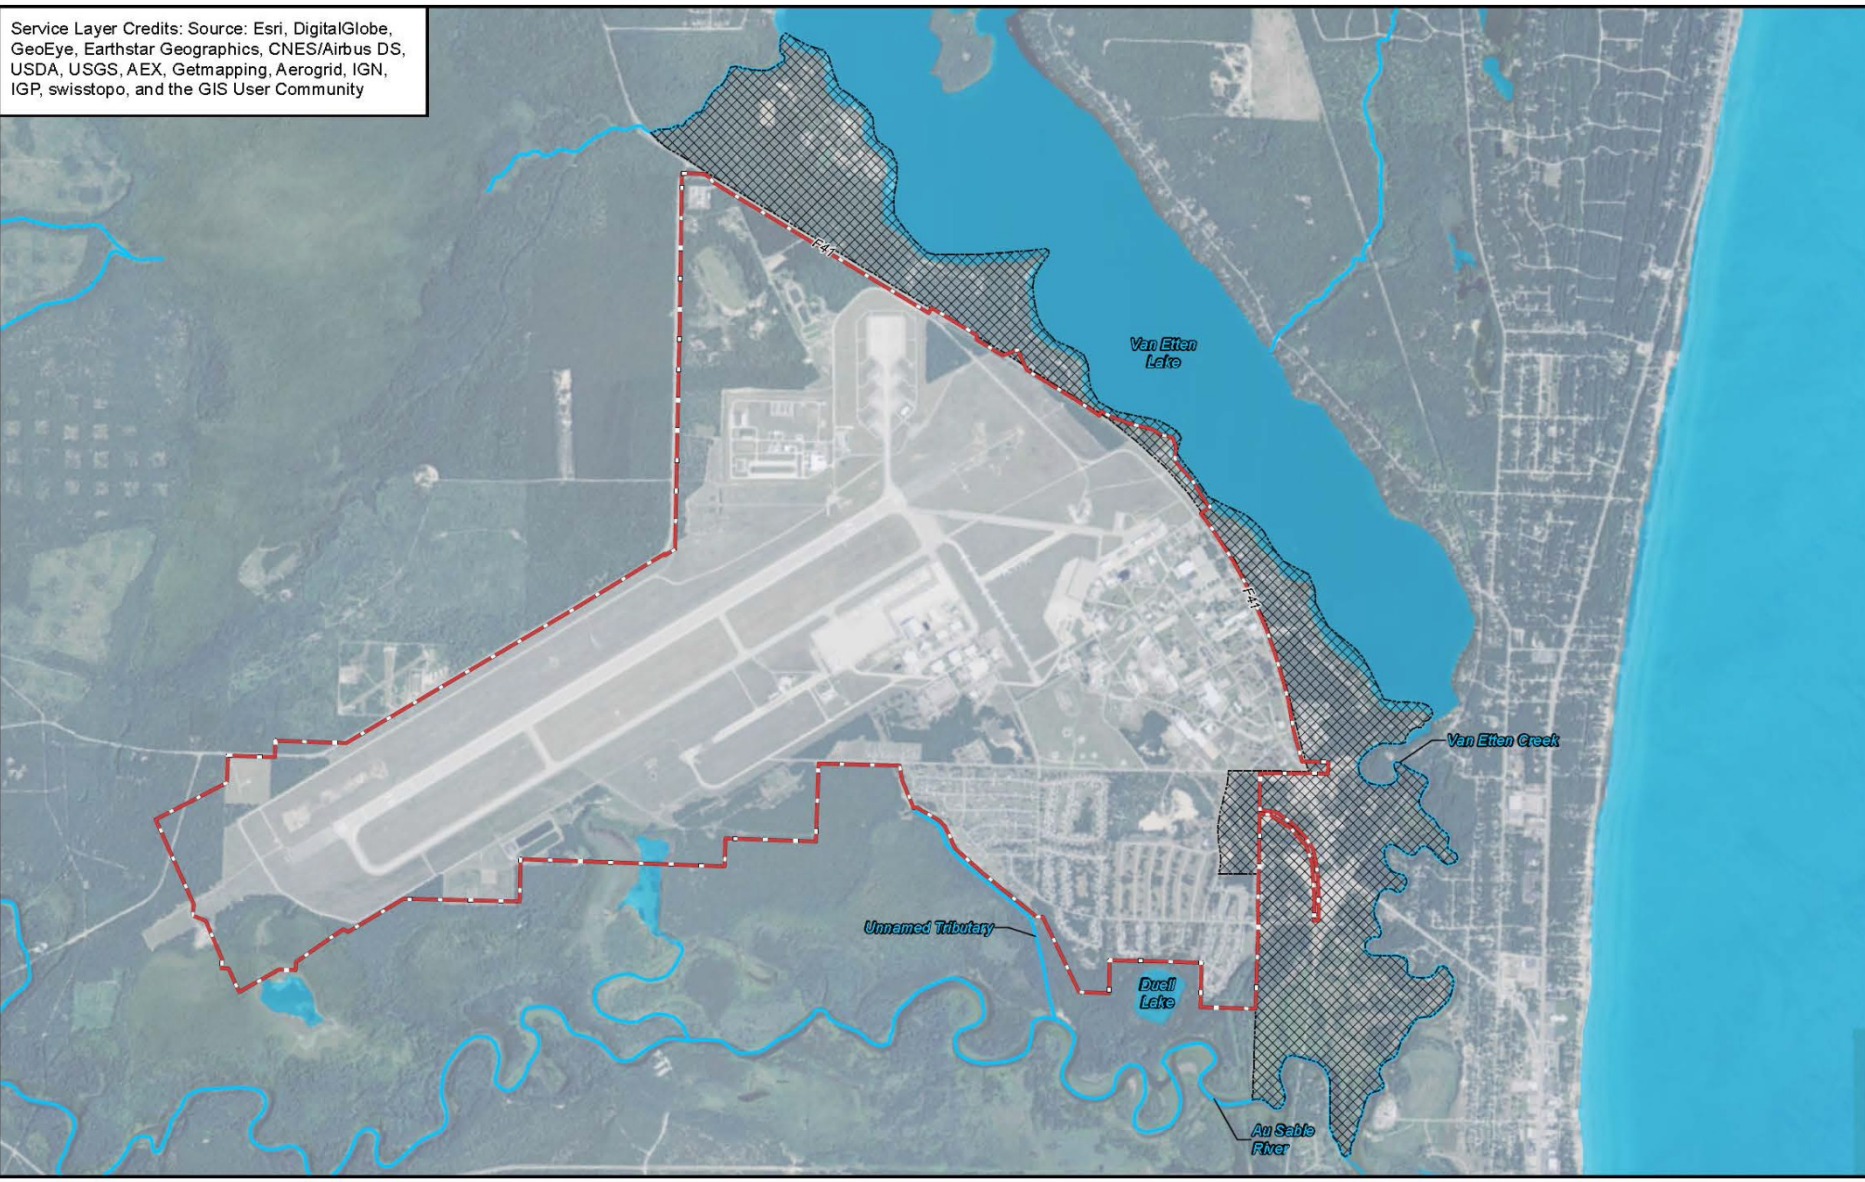 Service Layer Credits: Source: Esri, DigitalGlobe,
GeoEye, Earthstar Geographics, CNES/Airbus DS,
USDA, USGS, AEX, Getmapping, Aerogrid, IGN,
IGP, swisstopo, and the GIS User Community
F41
Van Etten
Lake
F41
Van Etten Creek
Unnamed Tributary
Duell
Lake
Au Sable
River